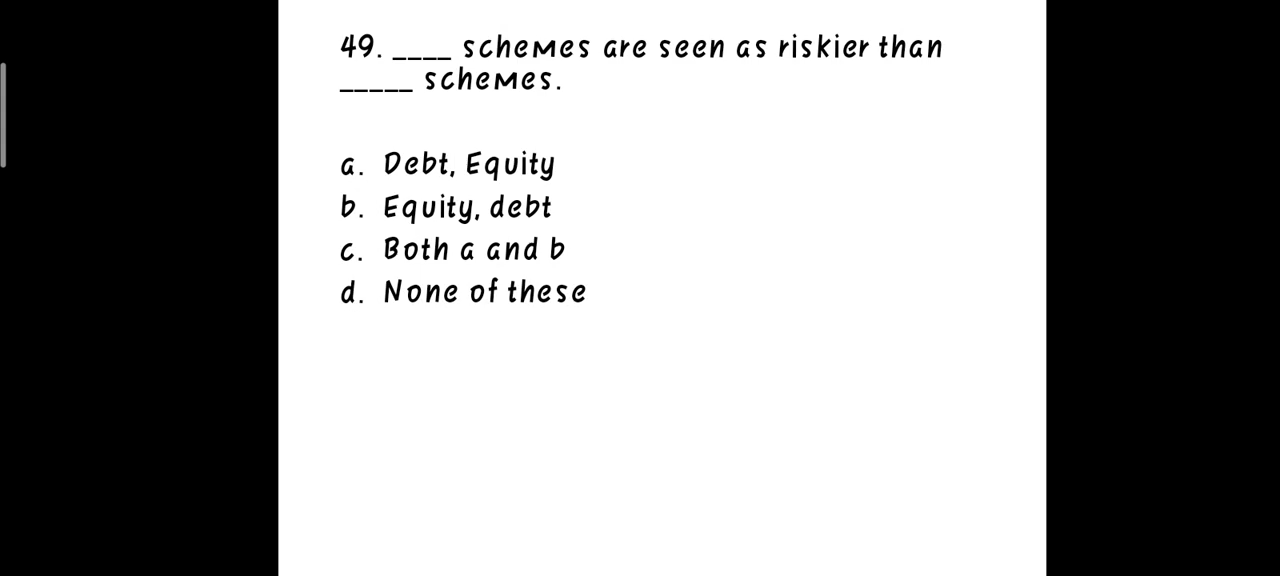 49. ____ schemes are seen as riskier than
_____ schemes.
a. Debt, Equity
b. Equity, debt
c. Both a and b
d. None of these